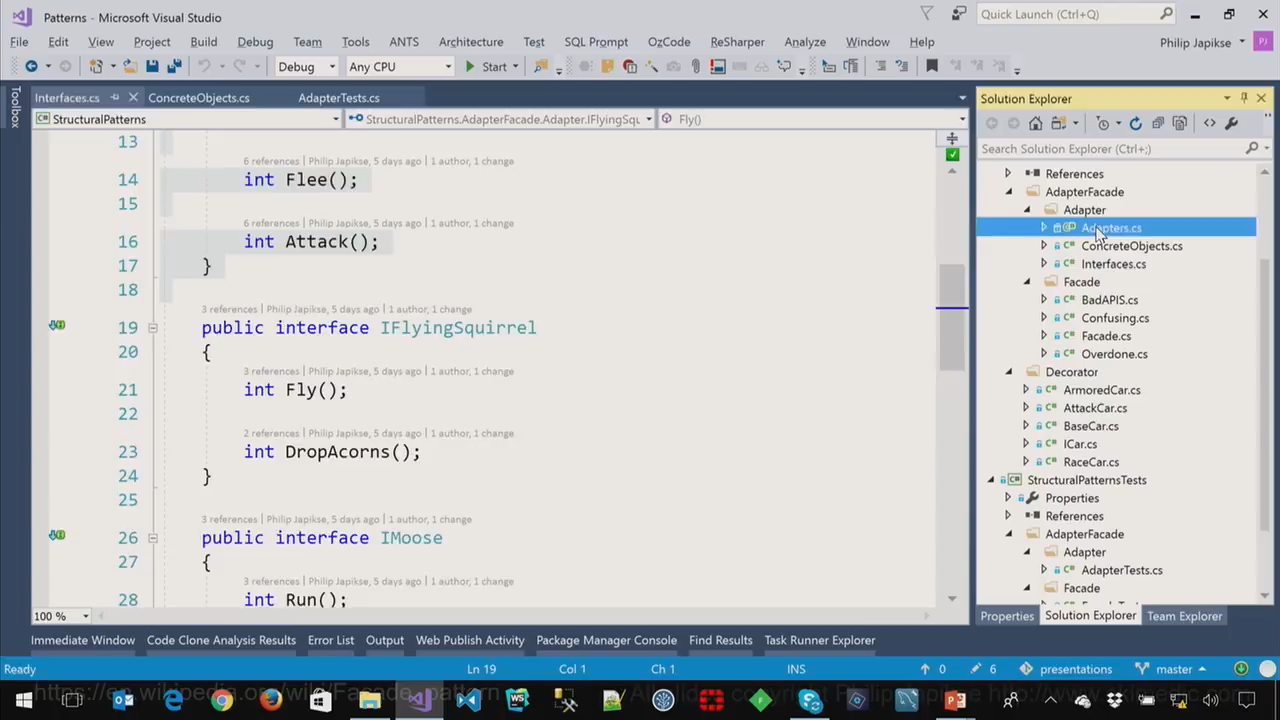 Patterns - Microsoft Visual Studio
Quick Launch (Ctrl+Q)
File Edit View Project Build Debug Team Tools ANTS Architecture Test SQL Prompt OzCode ReSharper Analyze Window Help
Philip Japikse PJ
Debug Any CPU Start
Toolbox
Interfaces.cs ConcreteObjects.cs AdapterTests.cs
StructuralPatterns StructuralPatterns.AdapterFacade.Adapter.IFlyingSqu Fly()
13
6 references | Philip Japikse, 5 days ago | 1 author, 1 change
14 int Flee();
15
6 references | Philip Japikse, 5 days ago | 1 author, 1 change
16 int Attack();
17 }
18
3 references | Philip Japikse, 5 days ago | 1 author, 1 change
19 public interface IFlyingSquirrel
20 {
3 references | Philip Japikse, 5 days ago | 1 author, 1 change
21 int Fly();
22
2 references | Philip Japikse, 5 days ago | 1 author, 1 change
23 int DropAcorns();
24 }
25
3 references | Philip Japikse, 5 days ago | 1 author, 1 change
26 public interface IMoose
27 {
3 references | Philip Japikse, 5 days ago | 1 author, 1 change
28 int Run();
100 %
Solution Explorer
Search Solution Explorer (Ctrl+;)
References
AdapterFacade
Adapter
Adapters.cs
ConcreteObjects.cs
Interfaces.cs
Facade
BadAPIS.cs
Confusing.cs
Facade.cs
Overdone.cs
Decorator
ArmoredCar.cs
AttackCar.cs
BaseCar.cs
ICar.cs
RaceCar.cs
StructuralPatternsTests
Properties
References
AdapterFacade
Adapter
AdapterTests.cs
Facade
Properties Solution Explorer Team Explorer
Immediate Window Code Clone Analysis Results Error List Output Web Publish Activity Package Manager Console Find Results Task Runner Explorer
Ready Ln 19 Col 1 Ch 1 INS 0 6 presentations master
https://en.wikipedia.org/wiki/Facade_pattern